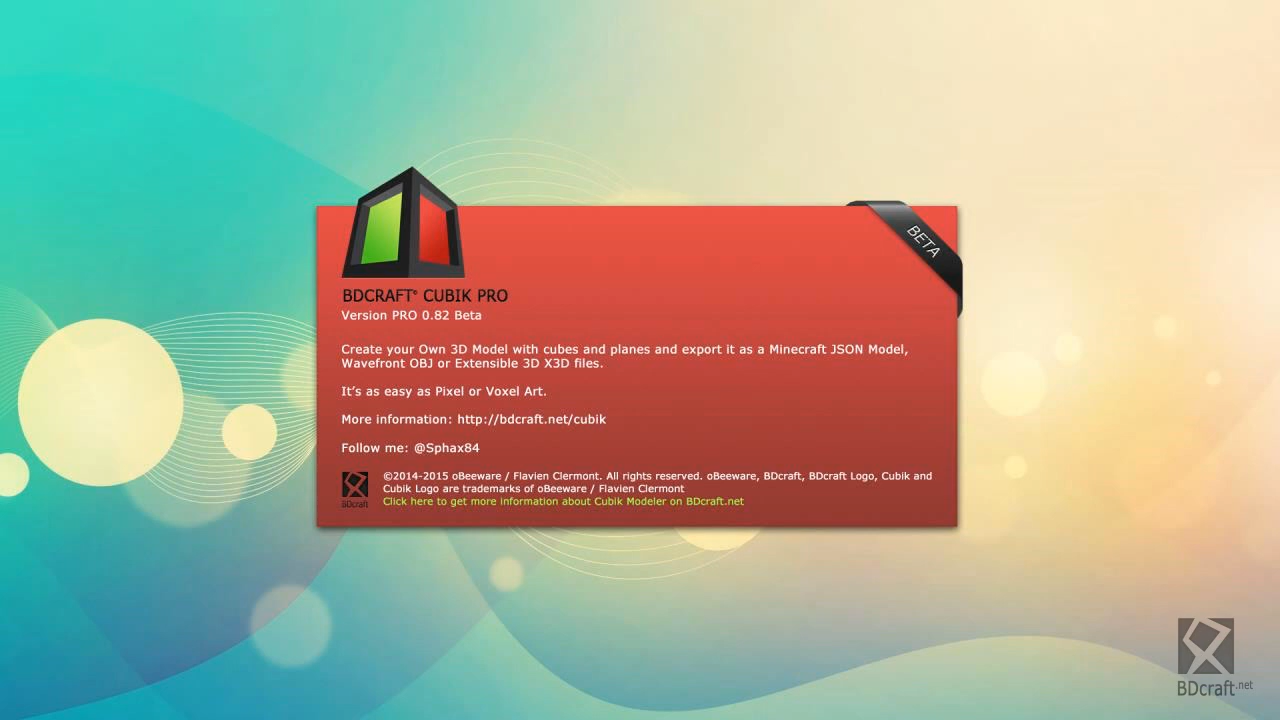 BETA
BDCRAFT® CUBIK PRO
Version PRO 0.82 Beta
Create your Own 3D Model with cubes and planes and export it as a Minecraft JSON Model,
Wavefront OBJ or Extensible 3D X3D files.
It’s as easy as Pixel or Voxel Art.
More information: http://bdcraft.net/cubik
Follow me: @Sphax84
©2014-2015 oBeeware / Flavien Clermont. All rights reserved. oBeeware, BDcraft, BDcraft Logo, Cubik and
Cubik Logo are trademarks of oBeeware / Flavien Clermont
Click here to get more information about Cubik Modeler on BDcraft.net
BDcraft
BDcraft.net